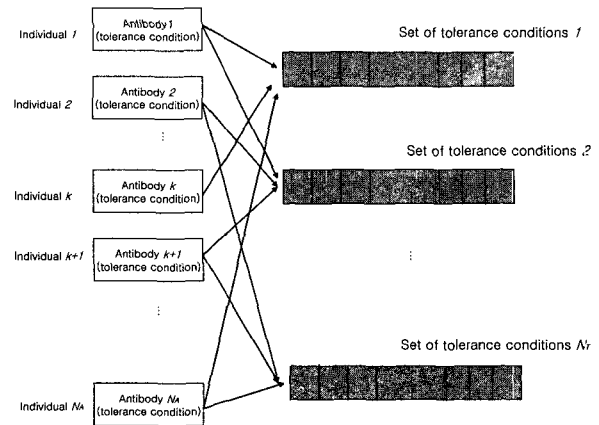 Individual 1
Antibody 1
(tolerance condition)
Set of tolerance conditions 1
Individual 2
Antibody 2
(tolerance condition)
⋮
Set of tolerance conditions 2
Individual k
Antibody k
(tolerance condition)
Individual k+1
Antibody k+1
(tolerance condition)
⋮
⋮
Set of tolerance conditions NT
Individual NA
Antibody NA
(tolerance condition)